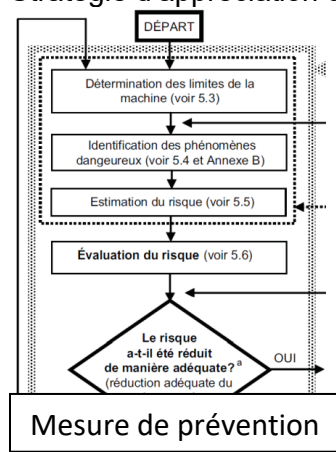 Stratégie d'appréciation
DÉPART
Détermination des limites de la
machine (voir 5.3)
Identification des phénomènes
dangeureux (voir 5.4 et Annexe B)
Estimation du risque (voir 5.5)
Évaluation du risque (voir 5.6)
Le risque
a-t-il été réduit
de manière adéquate? a
OUI
(réduction adéquate du
Mesure de prévention